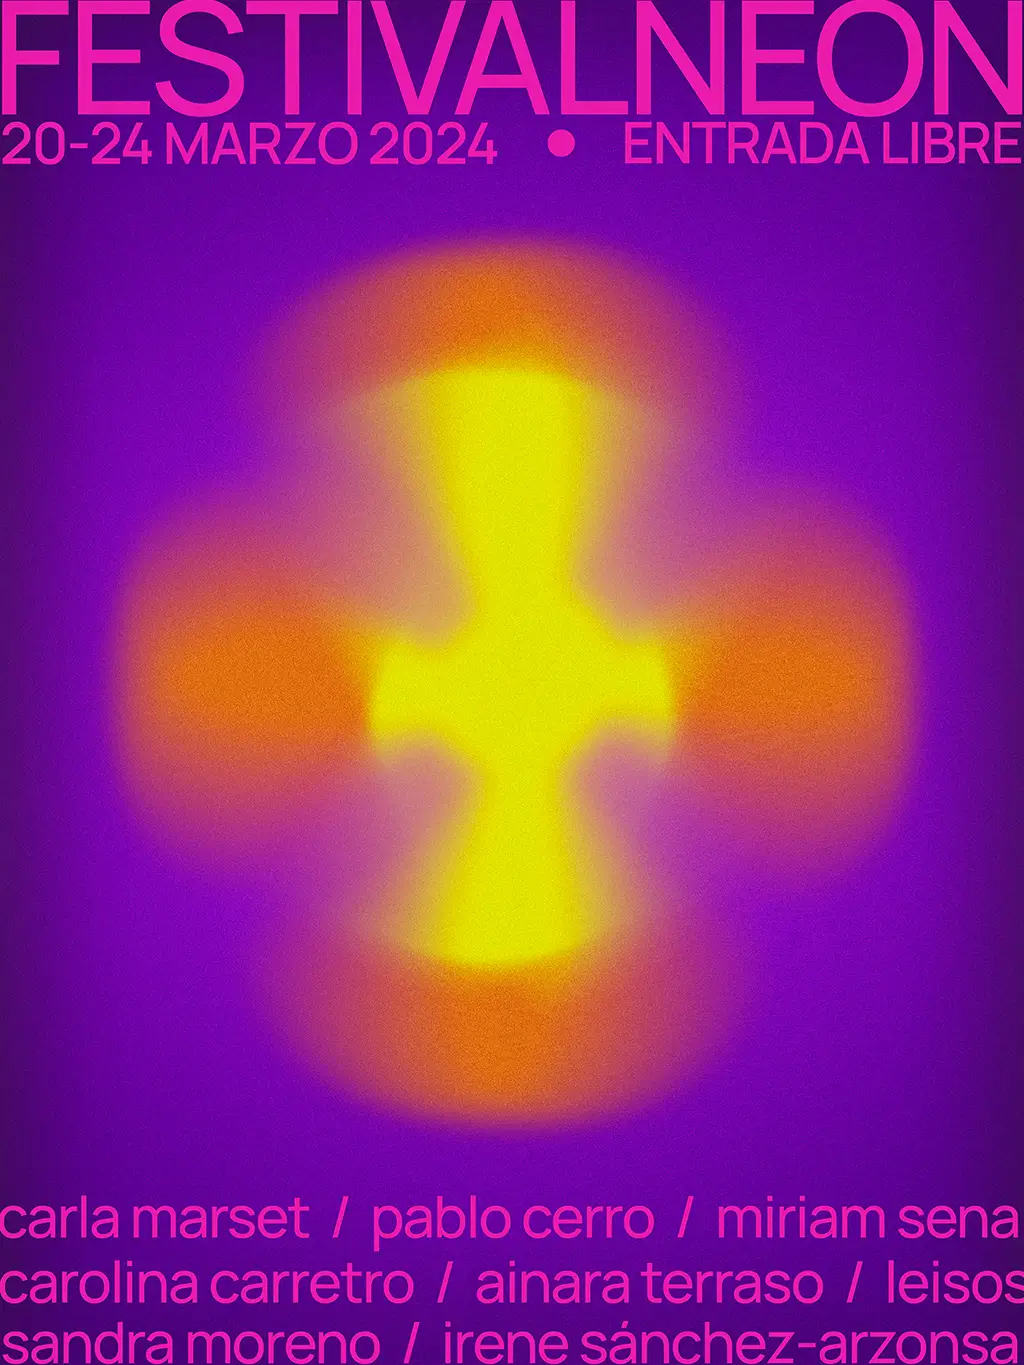 FESTIVALNEON
20-24 MARZO 2024 • ENTRADA LIBRE
carla marset / pablo cerro / miriam sena
carolina carretro / ainara terraso / leisos
sandra moreno / irene sánchez-arzonsa